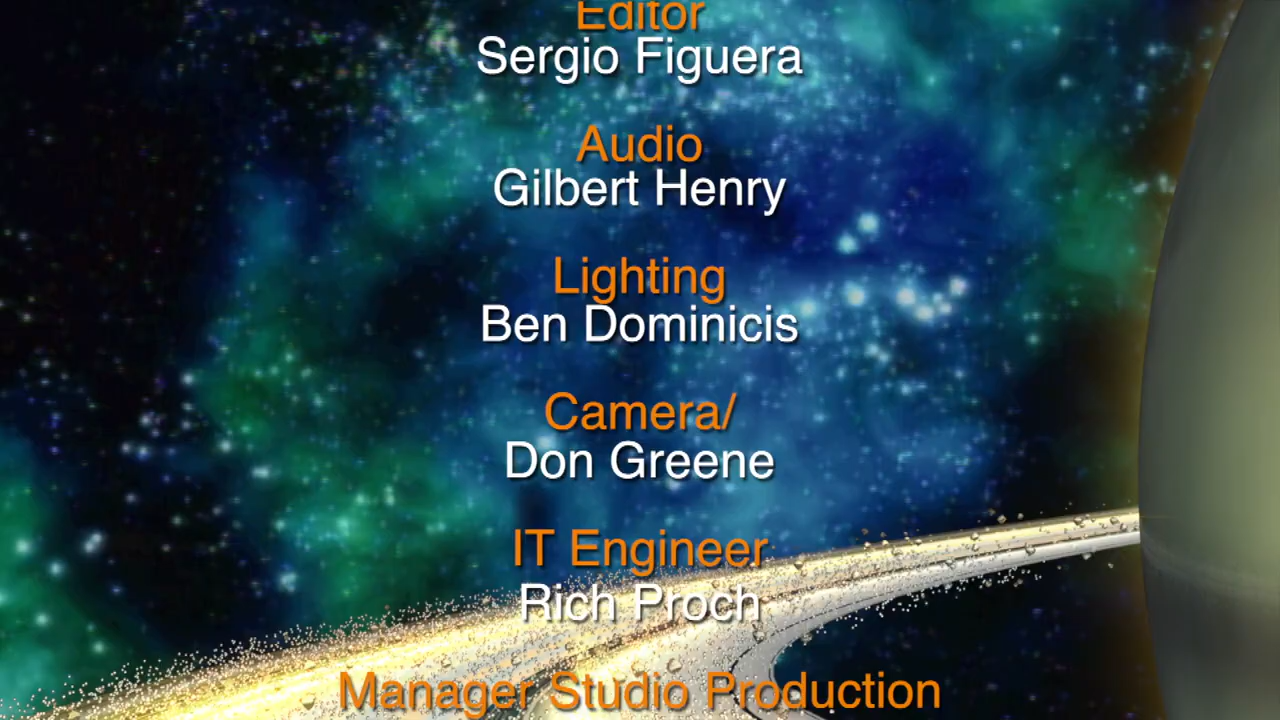 Editor
Sergio Figuera
Audio
Gilbert Henry
Lighting
Ben Dominicis
Camera/
Don Greene
IT Engineer
Rich Proch
Manager Studio Production